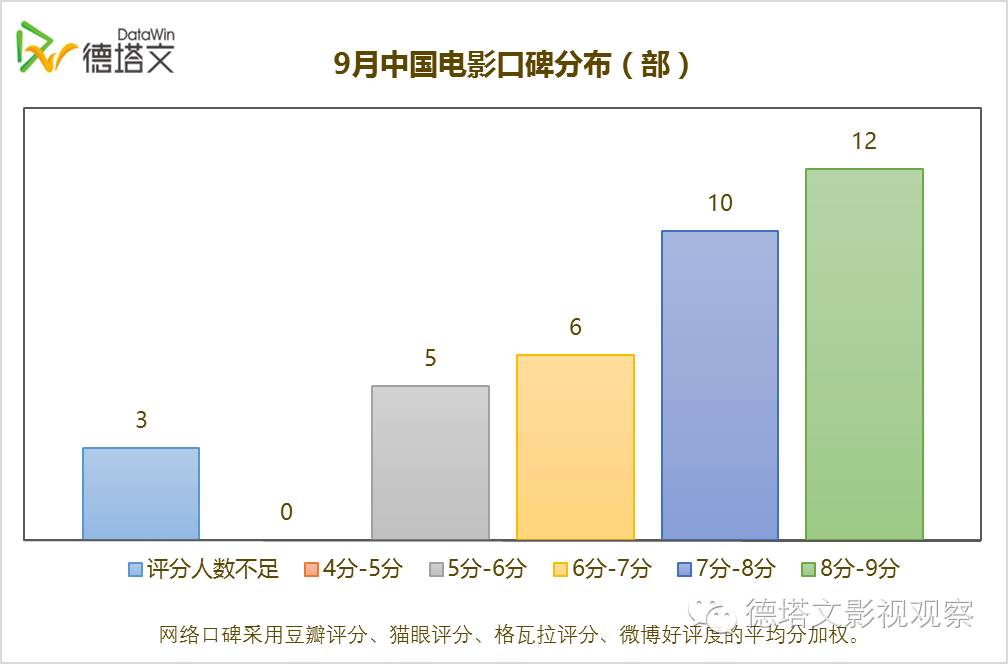 DataWin
德塔文
9月中国电影口碑分布（部）
12
10
6
5
3
0
评分人数不足 4分-5分 5分-6分 6分-7分 7分-8分 8分-9分
德塔文影视观察
网络口碑采用豆瓣评分、猫眼评分、格瓦拉评分、微博好评度的平均分加权。